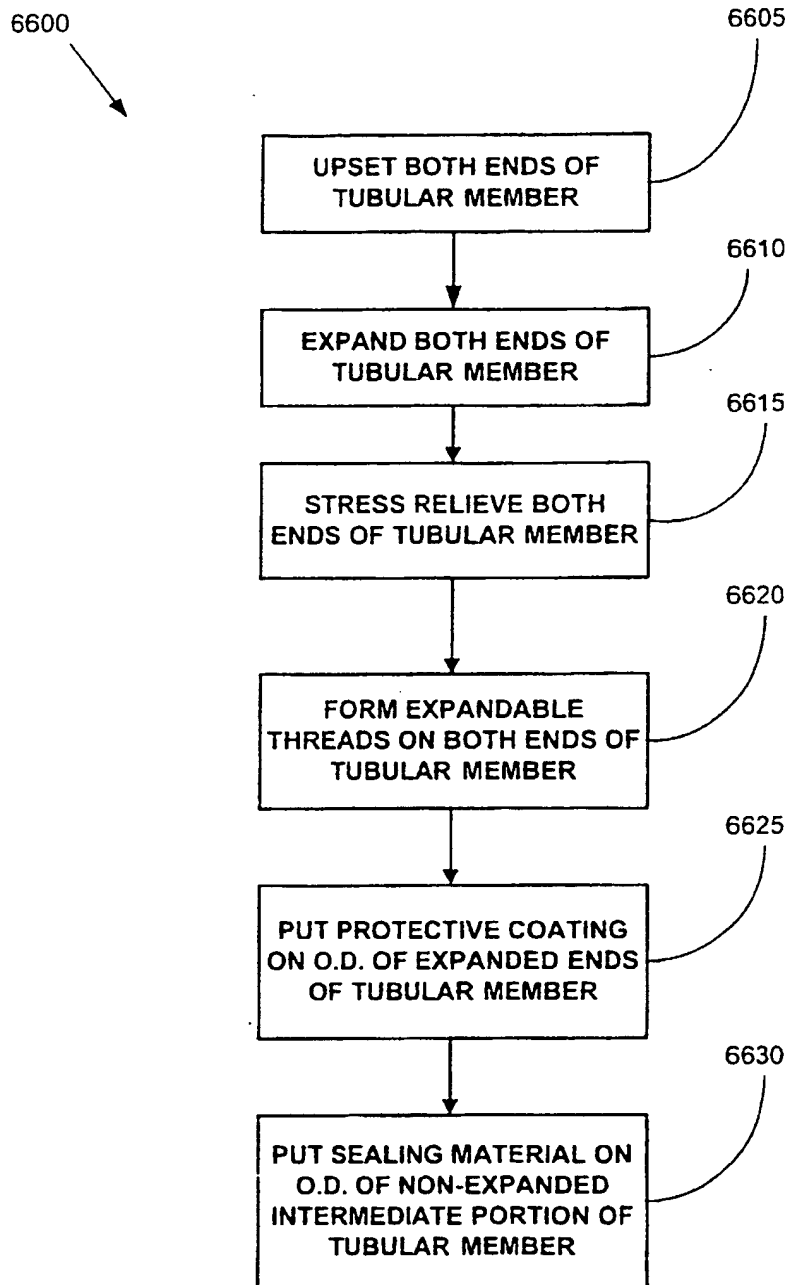 6600
6605
UPSET BOTH ENDS OF
TUBULAR MEMBER
6610
EXPAND BOTH ENDS OF
TUBULAR MEMBER
6615
STRESS RELIEVE BOTH
ENDS OF TUBULAR MEMBER
6620
FORM EXPANDABLE
THREADS ON BOTH ENDS OF
TUBULAR MEMBER
6625
PUT PROTECTIVE COATING
ON O.D. OF EXPANDED ENDS
OF TUBULAR MEMBER
6630
PUT SEALING MATERIAL ON
O.D. OF NON-EXPANDED
INTERMEDIATE PORTION OF
TUBULAR MEMBER